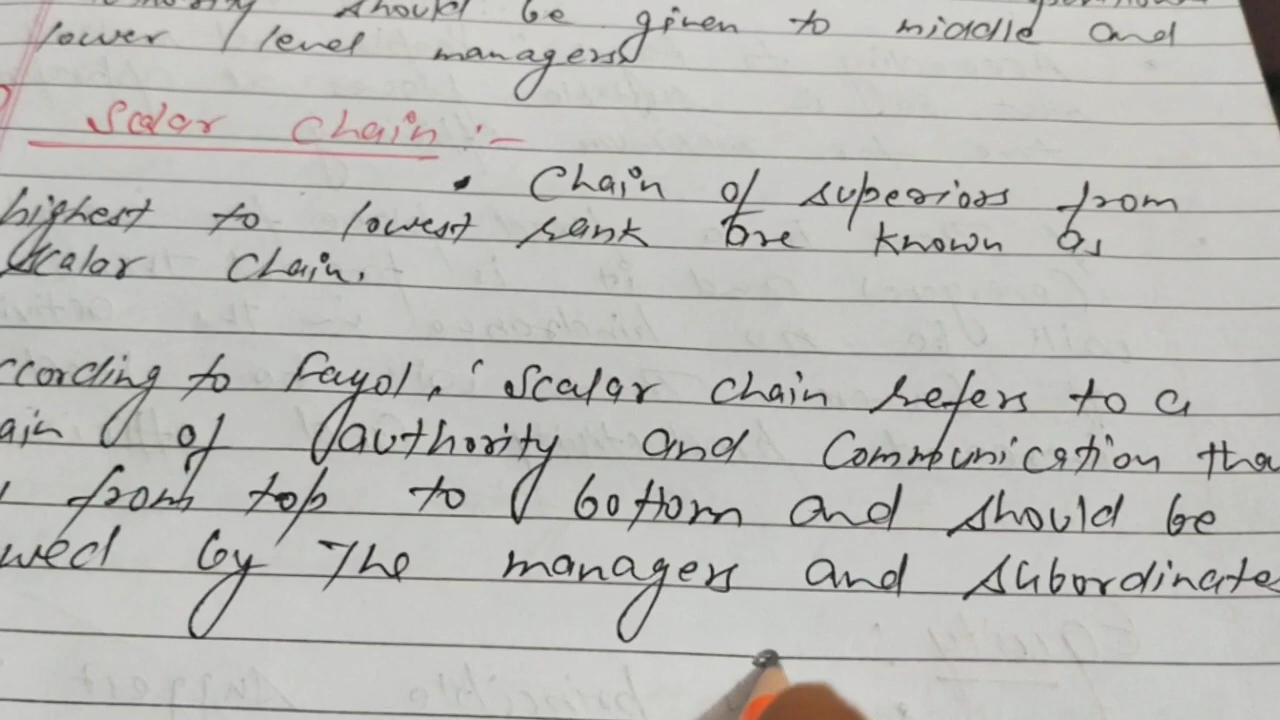 should be given to middle and
lower level managers
Scalar Chain :-
• Chain of superiors from
highest to lowest rank are known as
Scalar Chain.
ccording to Fayol, ' Scalar chain refers to a
ain of authority and Communication tha
from top to bottom and should be
wed by The managers and subordinates